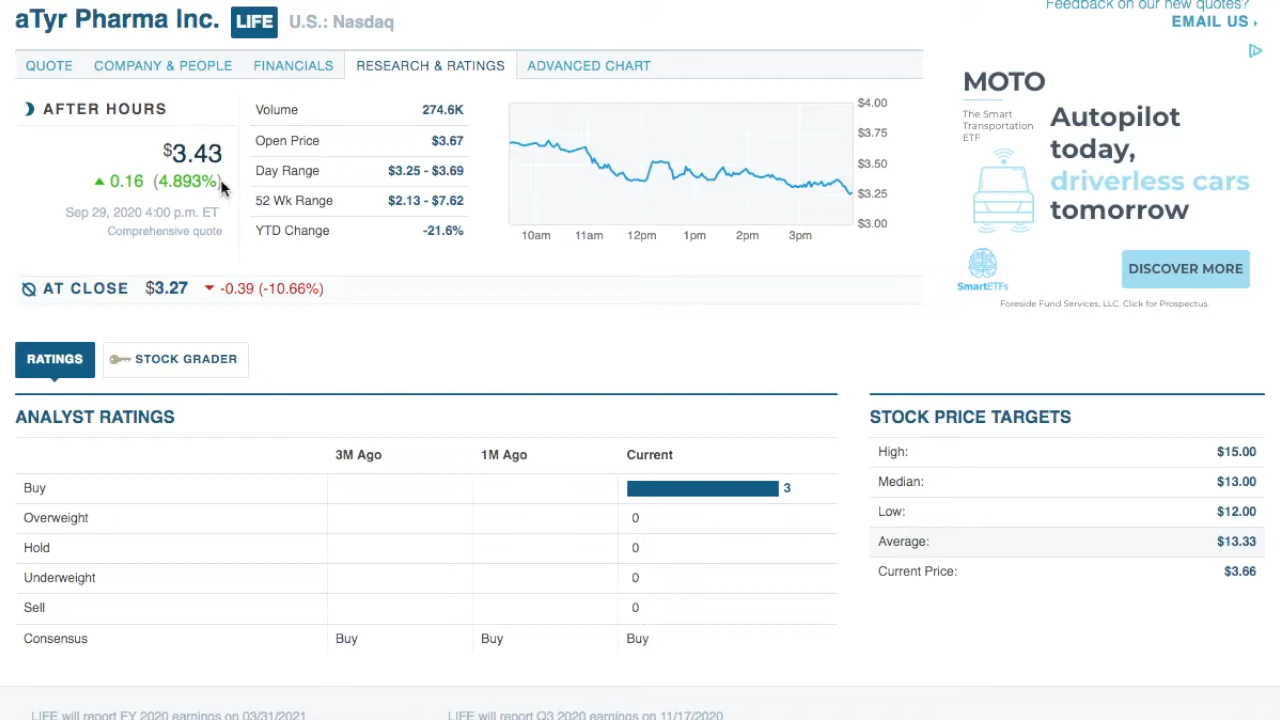 Feedback on our new quotes?
EMAIL US ›
aTyr Pharma Inc. LIFE U.S.: Nasdaq
QUOTE COMPANY & PEOPLE FINANCIALS RESEARCH & RATINGS ADVANCED CHART
AFTER HOURS
$3.43
0.16 (4.893%)
Sep 29, 2020 4:00 p.m. ET
Comprehensive quote
Volume 274.6K
Open Price $3.67
Day Range $3.25 - $3.69
52 Wk Range $2.13 - $7.62
YTD Change -21.6%
$4.00
$3.75
$3.50
$3.25
$3.00
10am 11am 12pm 1pm 2pm 3pm
AT CLOSE $3.27 -0.39 (-10.66%)
MOTO
The Smart
Transportation
ETF
Autopilot
today,
driverless cars
tomorrow
SmartETFs
DISCOVER MORE
Foreside Fund Services, LLC. Click for Prospectus.
RATINGS STOCK GRADER
ANALYST RATINGS
3M Ago 1M Ago Current
Buy 3
Overweight 0
Hold 0
Underweight 0
Sell 0
Consensus Buy Buy Buy
STOCK PRICE TARGETS
High: $15.00
Median: $13.00
Low: $12.00
Average: $13.33
Current Price: $3.66
LIFE will report FY 2020 earnings on 03/31/2021
LIFE will report Q3 2020 earnings on 11/17/2020